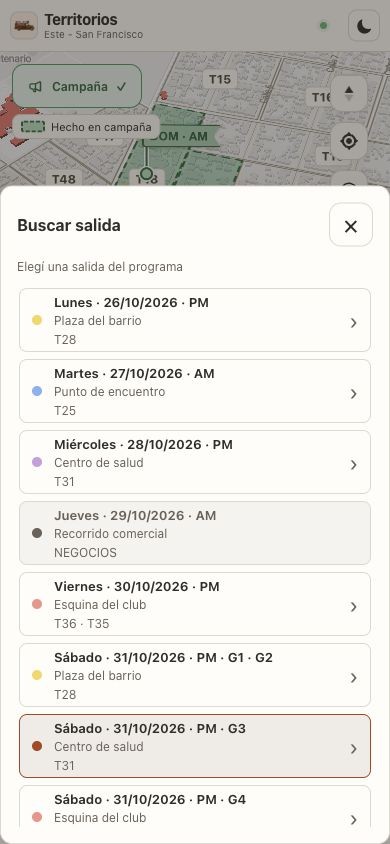 Territorios
Este - San Francisco
tenario
T15
Campaña
T16
Hecho en campaña
DOM · AM
T48
Buscar salida
Elegí una salida del programa
Lunes · 26/10/2026 · PM
Plaza del barrio
T28
Martes · 27/10/2026 · AM
Punto de encuentro
T25
Miércoles · 28/10/2026 · PM
Centro de salud
T31
Jueves · 29/10/2026 · AM
Recorrido comercial
NEGOCIOS
Viernes · 30/10/2026 · PM
Esquina del club
T36 · T35
Sábado · 31/10/2026 · PM · G1 · G2
Plaza del barrio
T28
Sábado · 31/10/2026 · PM · G3
Centro de salud
T31
Sábado · 31/10/2026 · PM · G4
Esquina del club